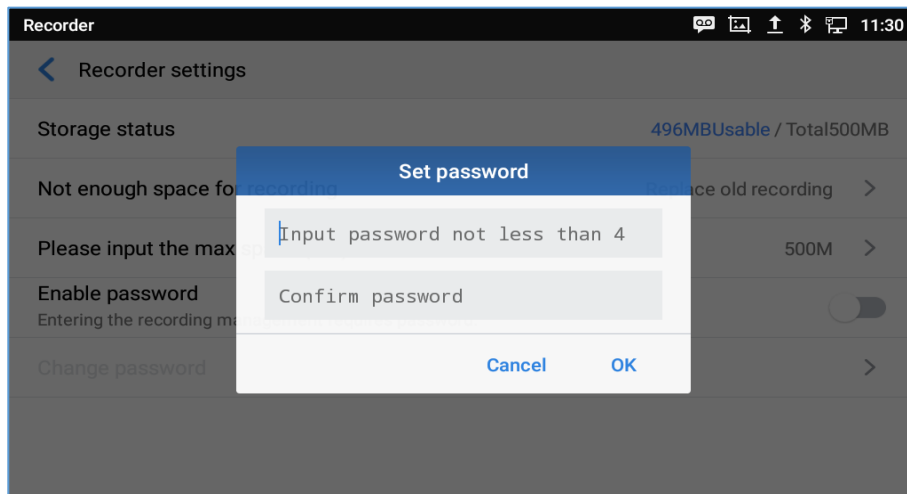 Recorder
11:30
Recorder settings
Storage status
496MBUsable / Total500MB
Set password
Not enough space for recording
Replace old recording
Input password not less than 4
Please input the max
500M
Enable password
Confirm password
Entering the recording
Change password
Cancel
OK